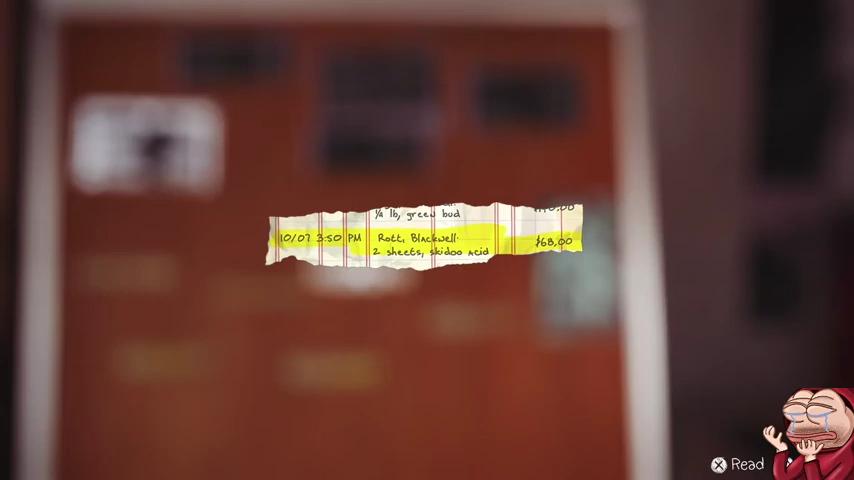 ¼ lb, green bud
10/07 3:50 PM Rott, Blackwell $68.00
2 sheets, skidoo Acid
Read